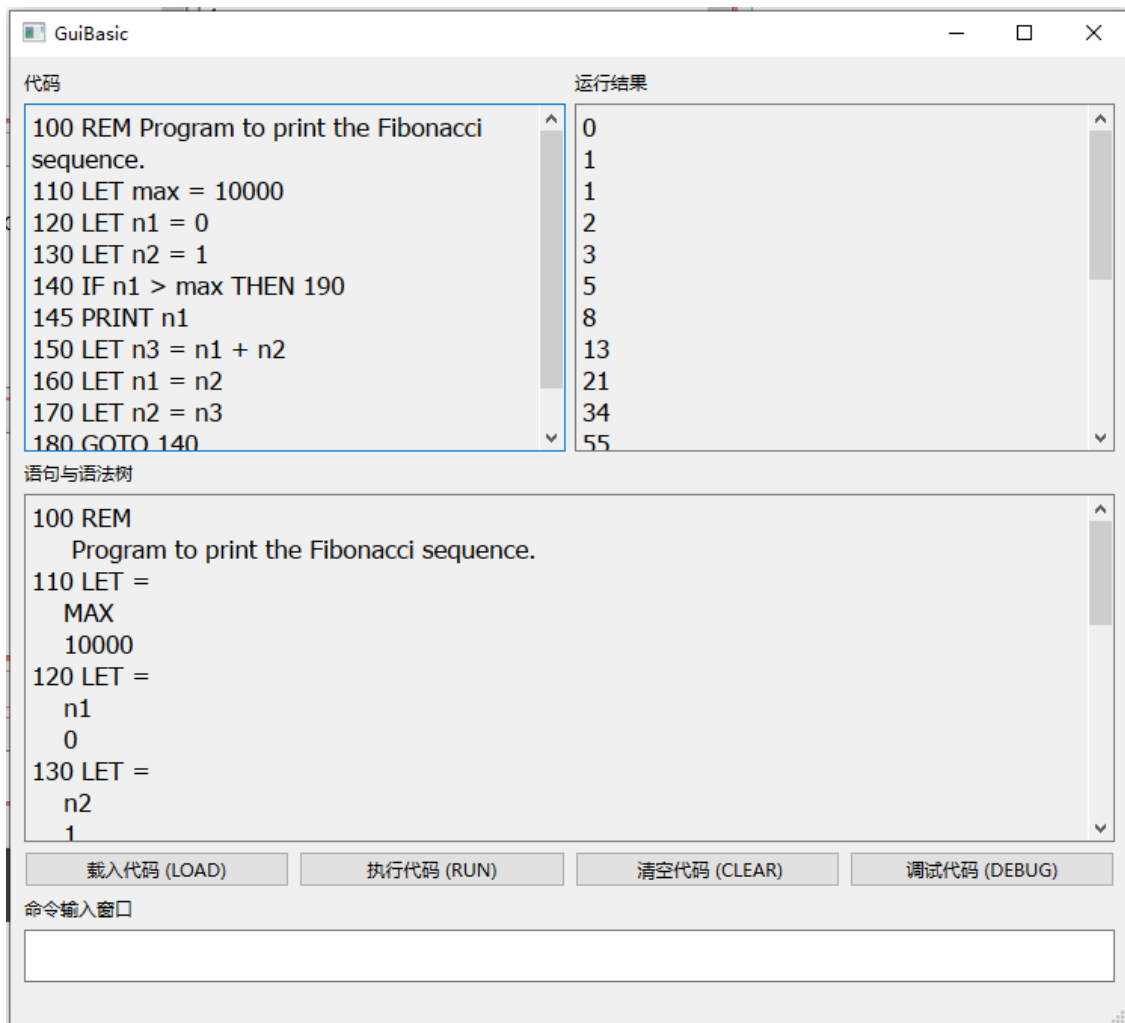 GuiBasic
代码
100 REM Program to print the Fibonacci
sequence.
110 LET max = 10000
120 LET n1 = 0
130 LET n2 = 1
140 IF n1 > max THEN 190
145 PRINT n1
150 LET n3 = n1 + n2
160 LET n1 = n2
170 LET n2 = n3
180 GOTO 140
运行结果
0
1
1
2
3
5
8
13
21
34
55
语句与语法树
100 REM
Program to print the Fibonacci sequence.
110 LET =
MAX
10000
120 LET =
n1
0
130 LET =
n2
1
载入代码 (LOAD)
执行代码 (RUN)
清空代码 (CLEAR)
调试代码 (DEBUG)
命令输入窗口